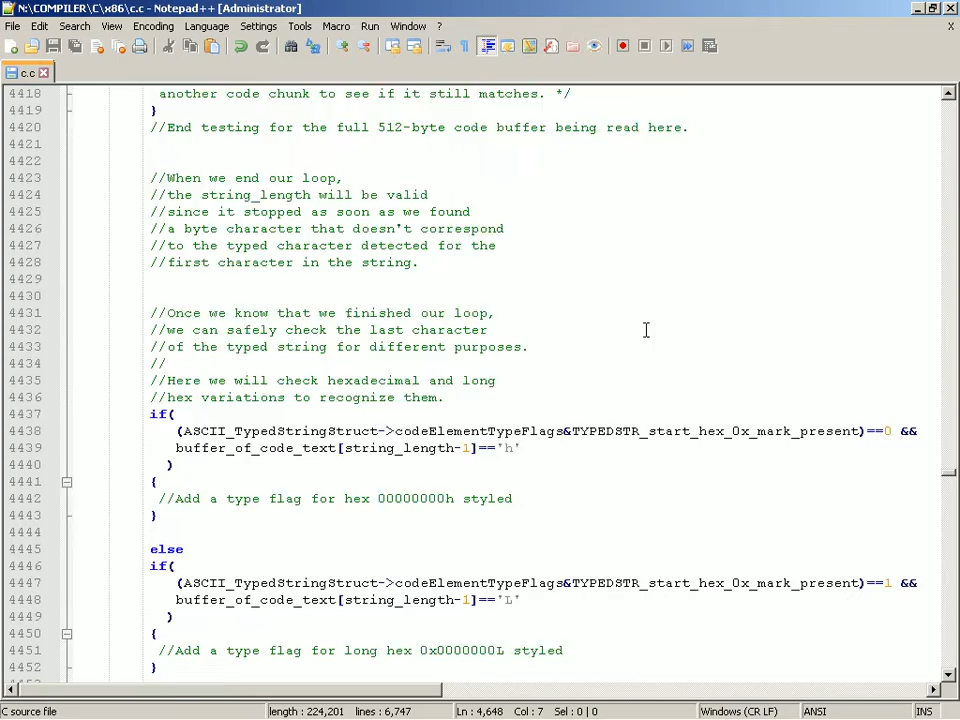 N:\COMPILER\C\x86\c.c - Notepad++ [Administrator]
File Edit Search View Encoding Language Settings Tools Macro Run Window ? X
c.c
4418 another code chunk to see if it still matches. */
4419 }
4420 //End testing for the full 512-byte code buffer being read here.
4421
4422
4423 //When we end our loop,
4424 //the string_length will be valid
4425 //since it stopped as soon as we found
4426 //a byte character that doesn't correspond
4427 //to the typed character detected for the
4428 //first character in the string.
4429
4430
4431 //Once we know that we finished our loop,
4432 //we can safely check the last character
4433 //of the typed string for different purposes.
4434 //
4435 //Here we will check hexadecimal and long
4436 //hex variations to recognize them.
4437 if(
4438 (ASCII_TypedStringStruct->codeElementTypeFlags&TYPEDSTR_start_hex_0x_mark_present)==0 &&
4439 buffer_of_code_text[string_length-1]=='h'
4440 )
4441 {
4442 //Add a type flag for hex 00000000h styled
4443 }
4444
4445 else
4446 if(
4447 (ASCII_TypedStringStruct->codeElementTypeFlags&TYPEDSTR_start_hex_0x_mark_present)==1 &&
4448 buffer_of_code_text[string_length-1]=='L'
4449 )
4450 {
4451 //Add a type flag for long hex 0x0000000L styled
4452 }
C source file length : 224,201 lines : 6,747 Ln : 4,648 Col : 7 Sel : 0 | 0 Windows (CR LF) ANSI INS